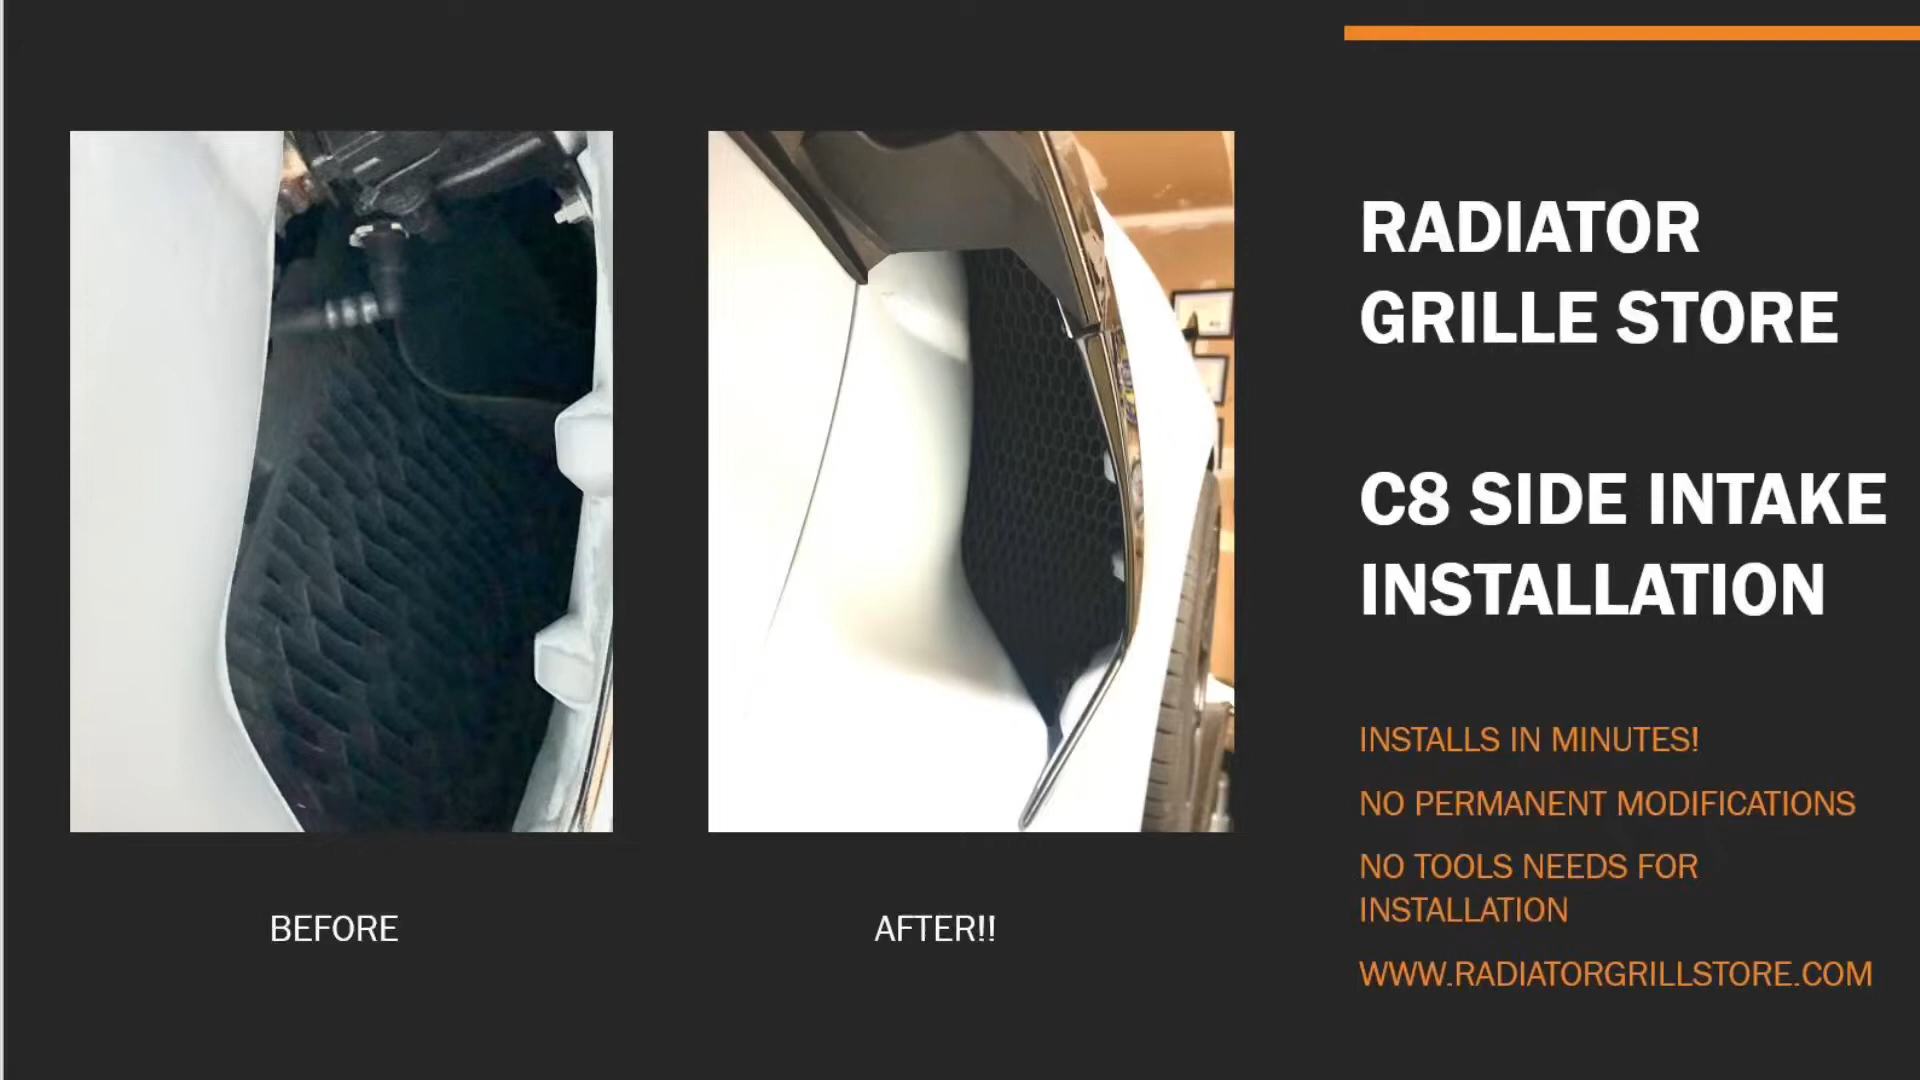 RADIATOR
GRILLE STORE
C8 SIDE INTAKE
INSTALLATION
INSTALLS IN MINUTES!
NO PERMANENT MODIFICATIONS
NO TOOLS NEEDS FOR
INSTALLATION
WWW.RADIATORGRILLSTORE.COM
BEFORE
AFTER!!